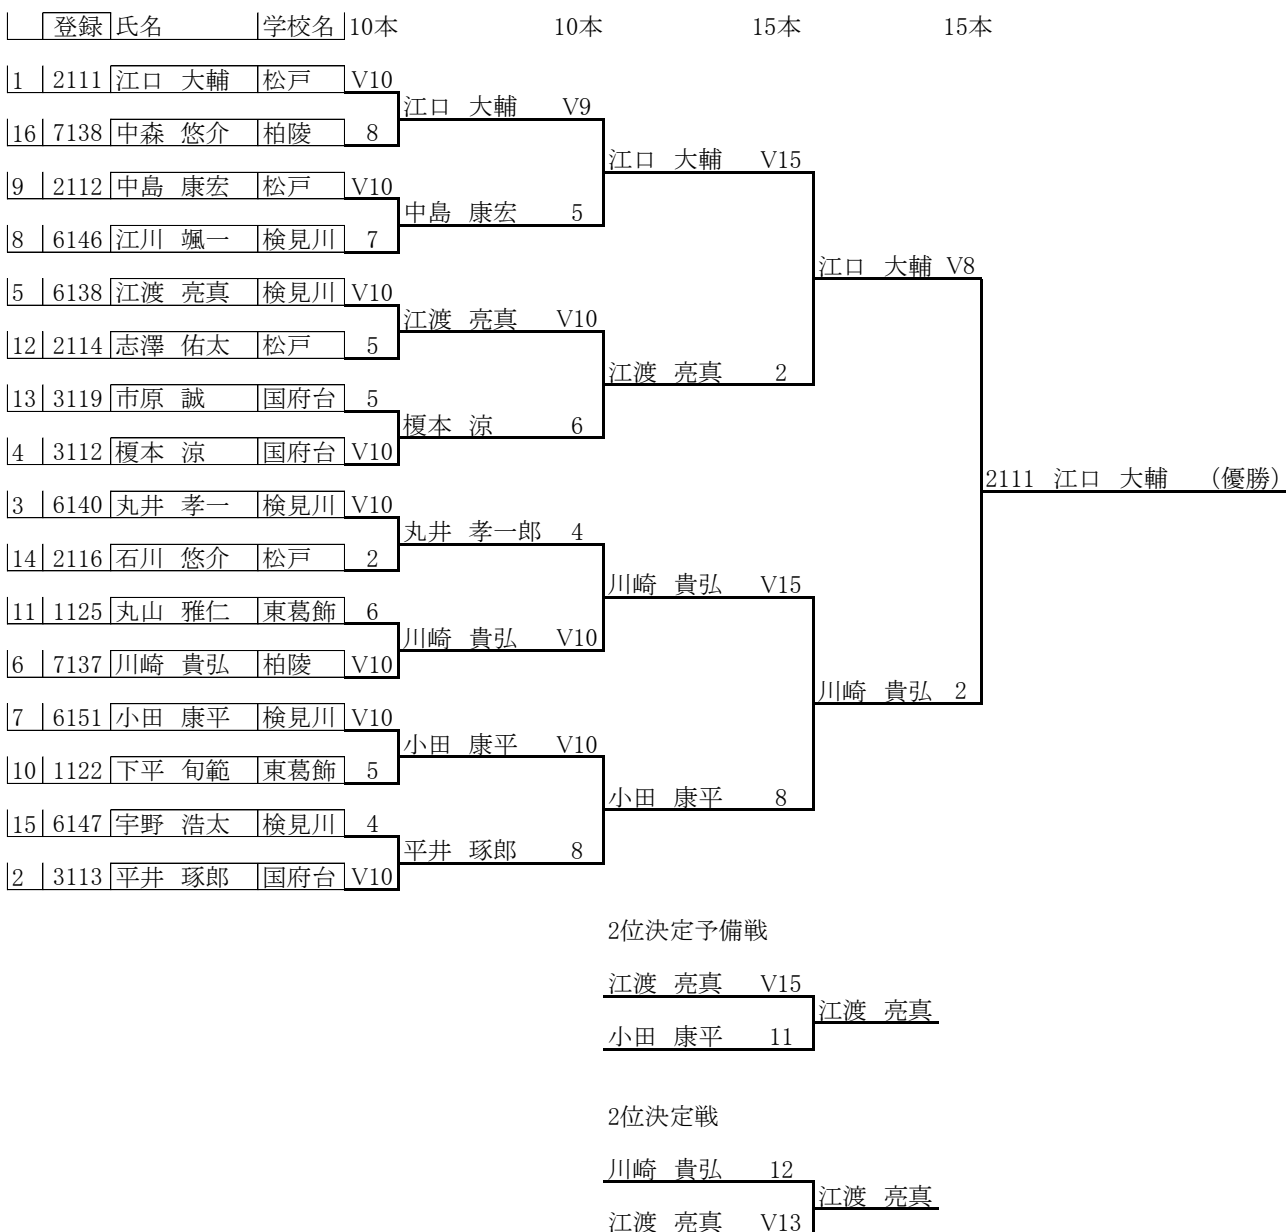 登録 氏名 学校名 10本 10本 15本 15本
1 2111 江口 大輔 松戸 V10
江口 大輔 V9
16 7138 中森 悠介 柏陵 8
江口 大輔 V15
9 2112 中島 康宏 松戸 V10
中島 康宏 5
8 6146 江川 颯一 検見川 7
江口 大輔 V8
5 6138 江渡 亮真 検見川 V10
江渡 亮真 V10
12 2114 志澤 佑太 松戸 5
江渡 亮真 2
13 3119 市原 誠 国府台 5
榎本 涼 6
4 3112 榎本 涼 国府台 V10
2111 江口 大輔 (優勝)
3 6140 丸井 孝一 検見川 V10
丸井 孝一郎 4
14 2116 石川 悠介 松戸 2
川崎 貴弘 V15
11 1125 丸山 雅仁 東葛飾 6
川崎 貴弘 V10
6 7137 川崎 貴弘 柏陵 V10
川崎 貴弘 2
7 6151 小田 康平 検見川 V10
小田 康平 V10
10 1122 下平 旬範 東葛飾 5
小田 康平 8
15 6147 宇野 浩太 検見川 4
平井 琢郎 8
2 3113 平井 琢郎 国府台 V10
2位決定予備戦
江渡 亮真 V15
江渡 亮真
小田 康平 11
2位決定戦
川崎 貴弘 12
江渡 亮真
江渡 亮真 V13